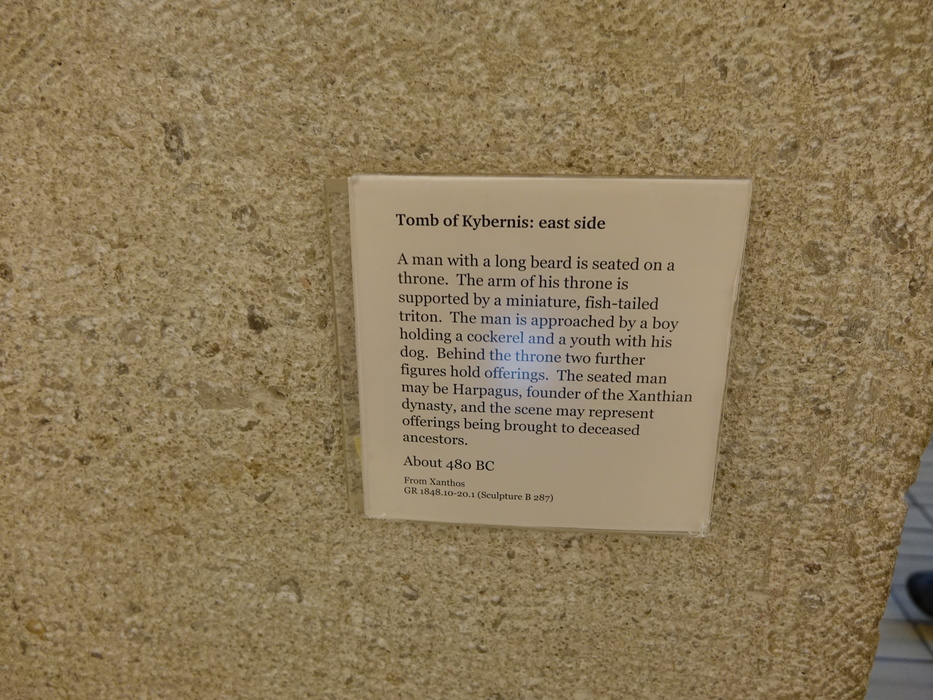 Tomb of Kybernis: east side
A man with a long beard is seated on a
throne. The arm of his throne is
supported by a miniature, fish-tailed
triton. The man is approached by a boy
holding a cockerel and a youth with his
dog. Behind the throne two further
figures hold offerings. The seated man
may be Harpagus, founder of the Xanthian
dynasty, and the scene may represent
offerings being brought to deceased
ancestors.
About 480 BC
From Xanthos
GR 1848.10-20.1 (Sculpture B 287)